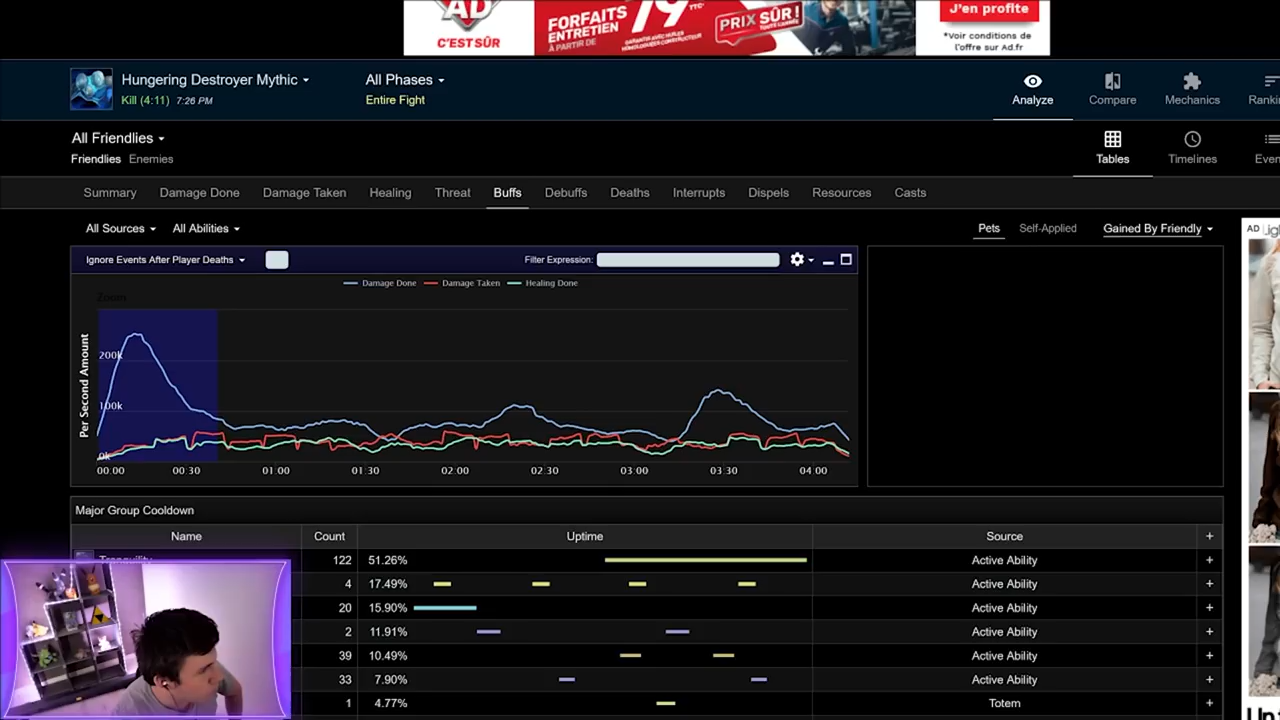 AD
C'EST SÛR
FORFAITS
ENTRETIEN
À PARTIR DE
79
TTC
PRIX SÛR!
J'en profite
*Voir conditions de
l'offre sur Ad.fr
Hungering Destroyer Mythic
Kill (4:11) 7:26 PM
All Phases
Entire Fight
Analyze
Compare
Mechanics
All Friendlies
Friendlies Enemies
Tables
Timelines
Summary Damage Done Damage Taken Healing Threat Buffs Debuffs Deaths Interrupts Dispels Resources Casts
All Sources All Abilities
Pets Self-Applied Gained By Friendly
AD
Ignore Events After Player Deaths
Filter Expression:
Damage Done Damage Taken Healing Done
Zoom
Per Second Amount
200k
100k
0k
00:00 00:30 01:00 01:30 02:00 02:30 03:00 03:30 04:00
Major Group Cooldown
Name Count Uptime Source +
Tranquility 122 51.26% Active Ability +
4 17.49% Active Ability +
20 15.90% Active Ability +
2 11.91% Active Ability +
39 10.49% Active Ability +
33 7.90% Active Ability +
1 4.77% Totem +